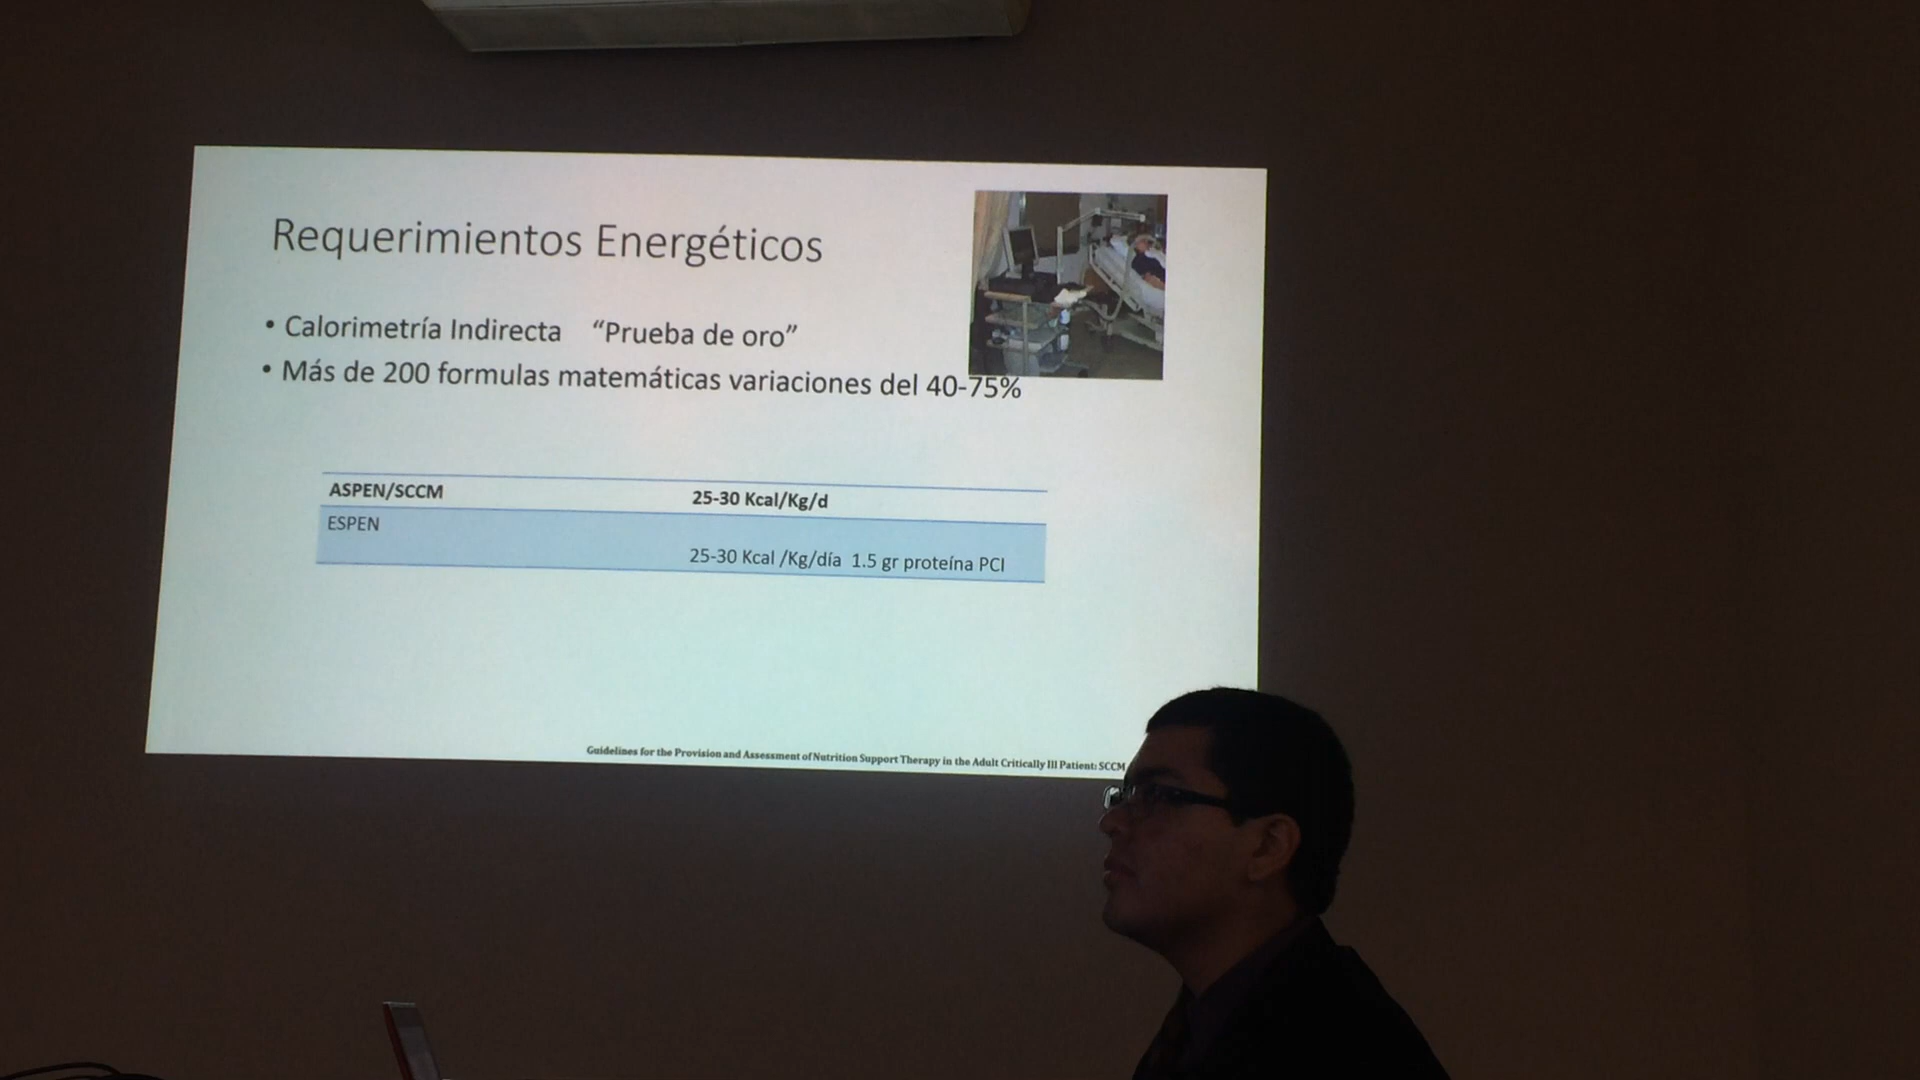 Requerimientos Energéticos
• Calorimetría Indirecta “Prueba de oro”
• Más de 200 formulas matemáticas variaciones del 40-75%
ASPEN/SCCM 25-30 Kcal/Kg/d
ESPEN
25-30 Kcal /Kg/día 1.5 gr proteína PCI
Guidelines for the Provision and Assessment of Nutrition Support Therapy in the Adult Critically Ill Patient: SCCM